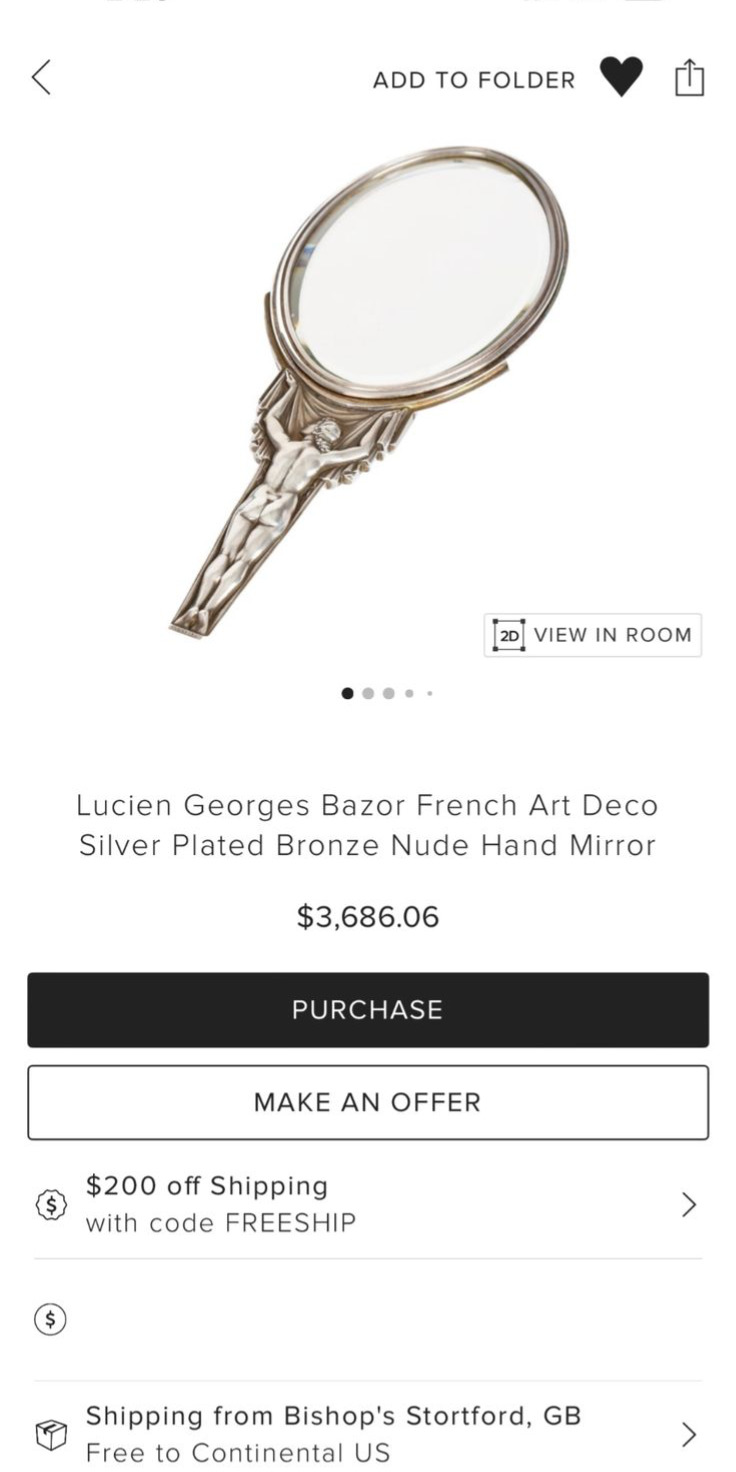 ADD TO FOLDER
2D VIEW IN ROOM
Lucien Georges Bazor French Art Deco
Silver Plated Bronze Nude Hand Mirror
$3,686.06
PURCHASE
MAKE AN OFFER
$200 off Shipping
with code FREESHIP
Shipping from Bishop's Stortford, GB
Free to Continental US